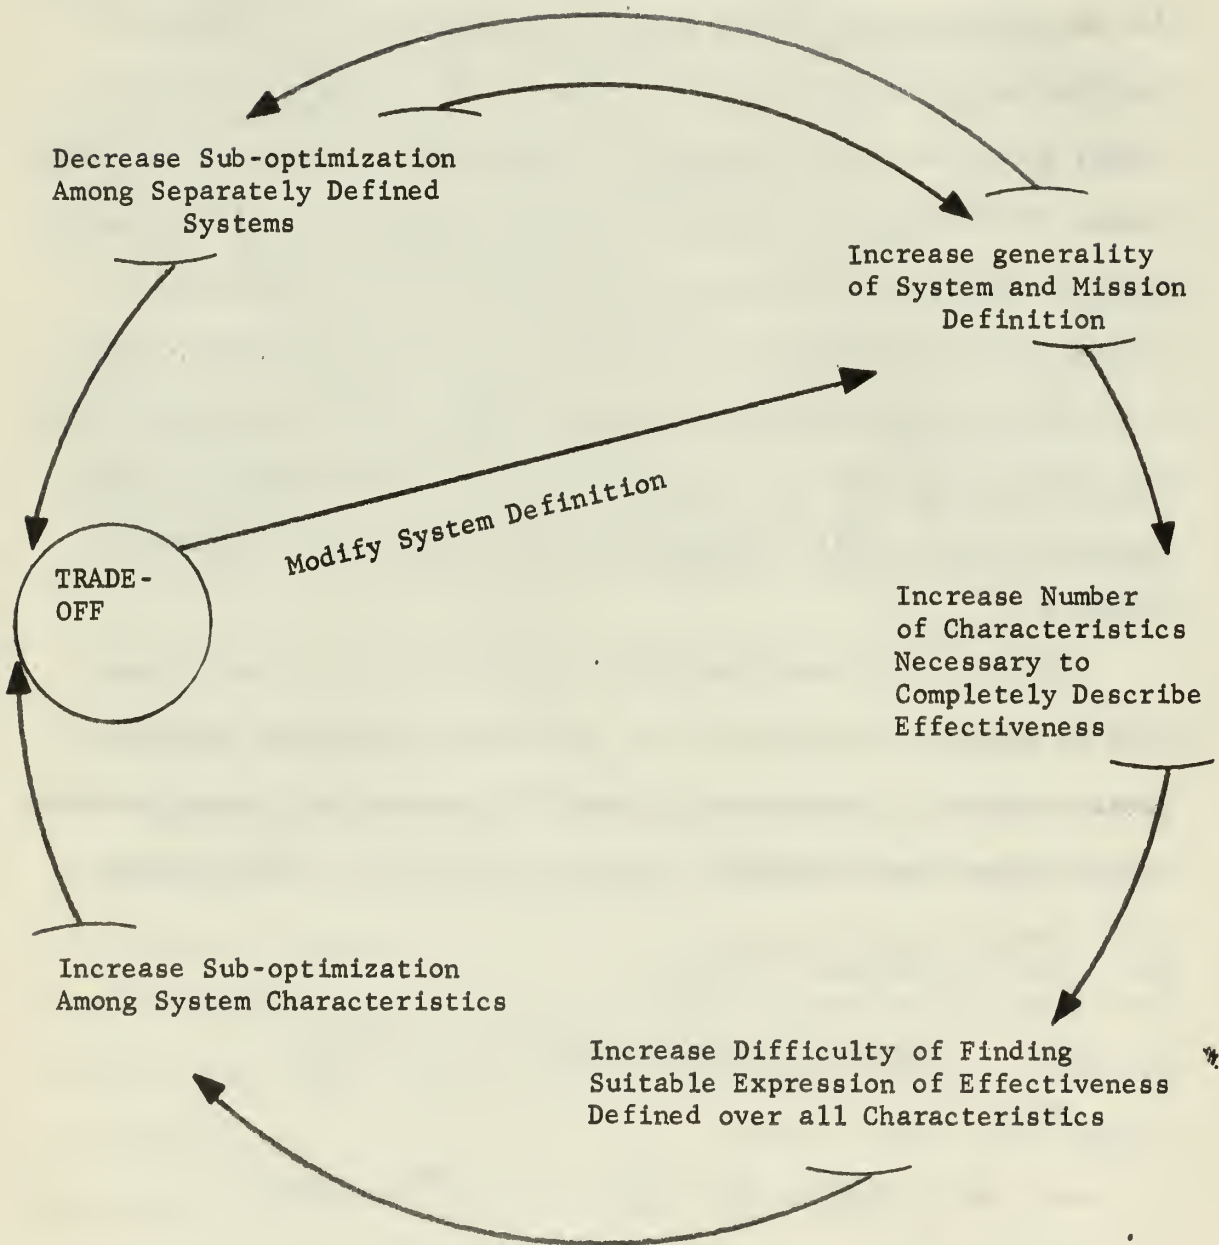 Decrease Sub-optimization
Among Separately Defined
Systems
Increase generality
of System and Mission
Definition
Modify System Definition
TRADE-
OFF
Increase Number
of Characteristics
Necessary to
Completely Describe
Effectiveness
Increase Sub-optimization
Among System Characteristics
Increase Difficulty of Finding
Suitable Expression of Effectiveness
Defined over all Characteristics